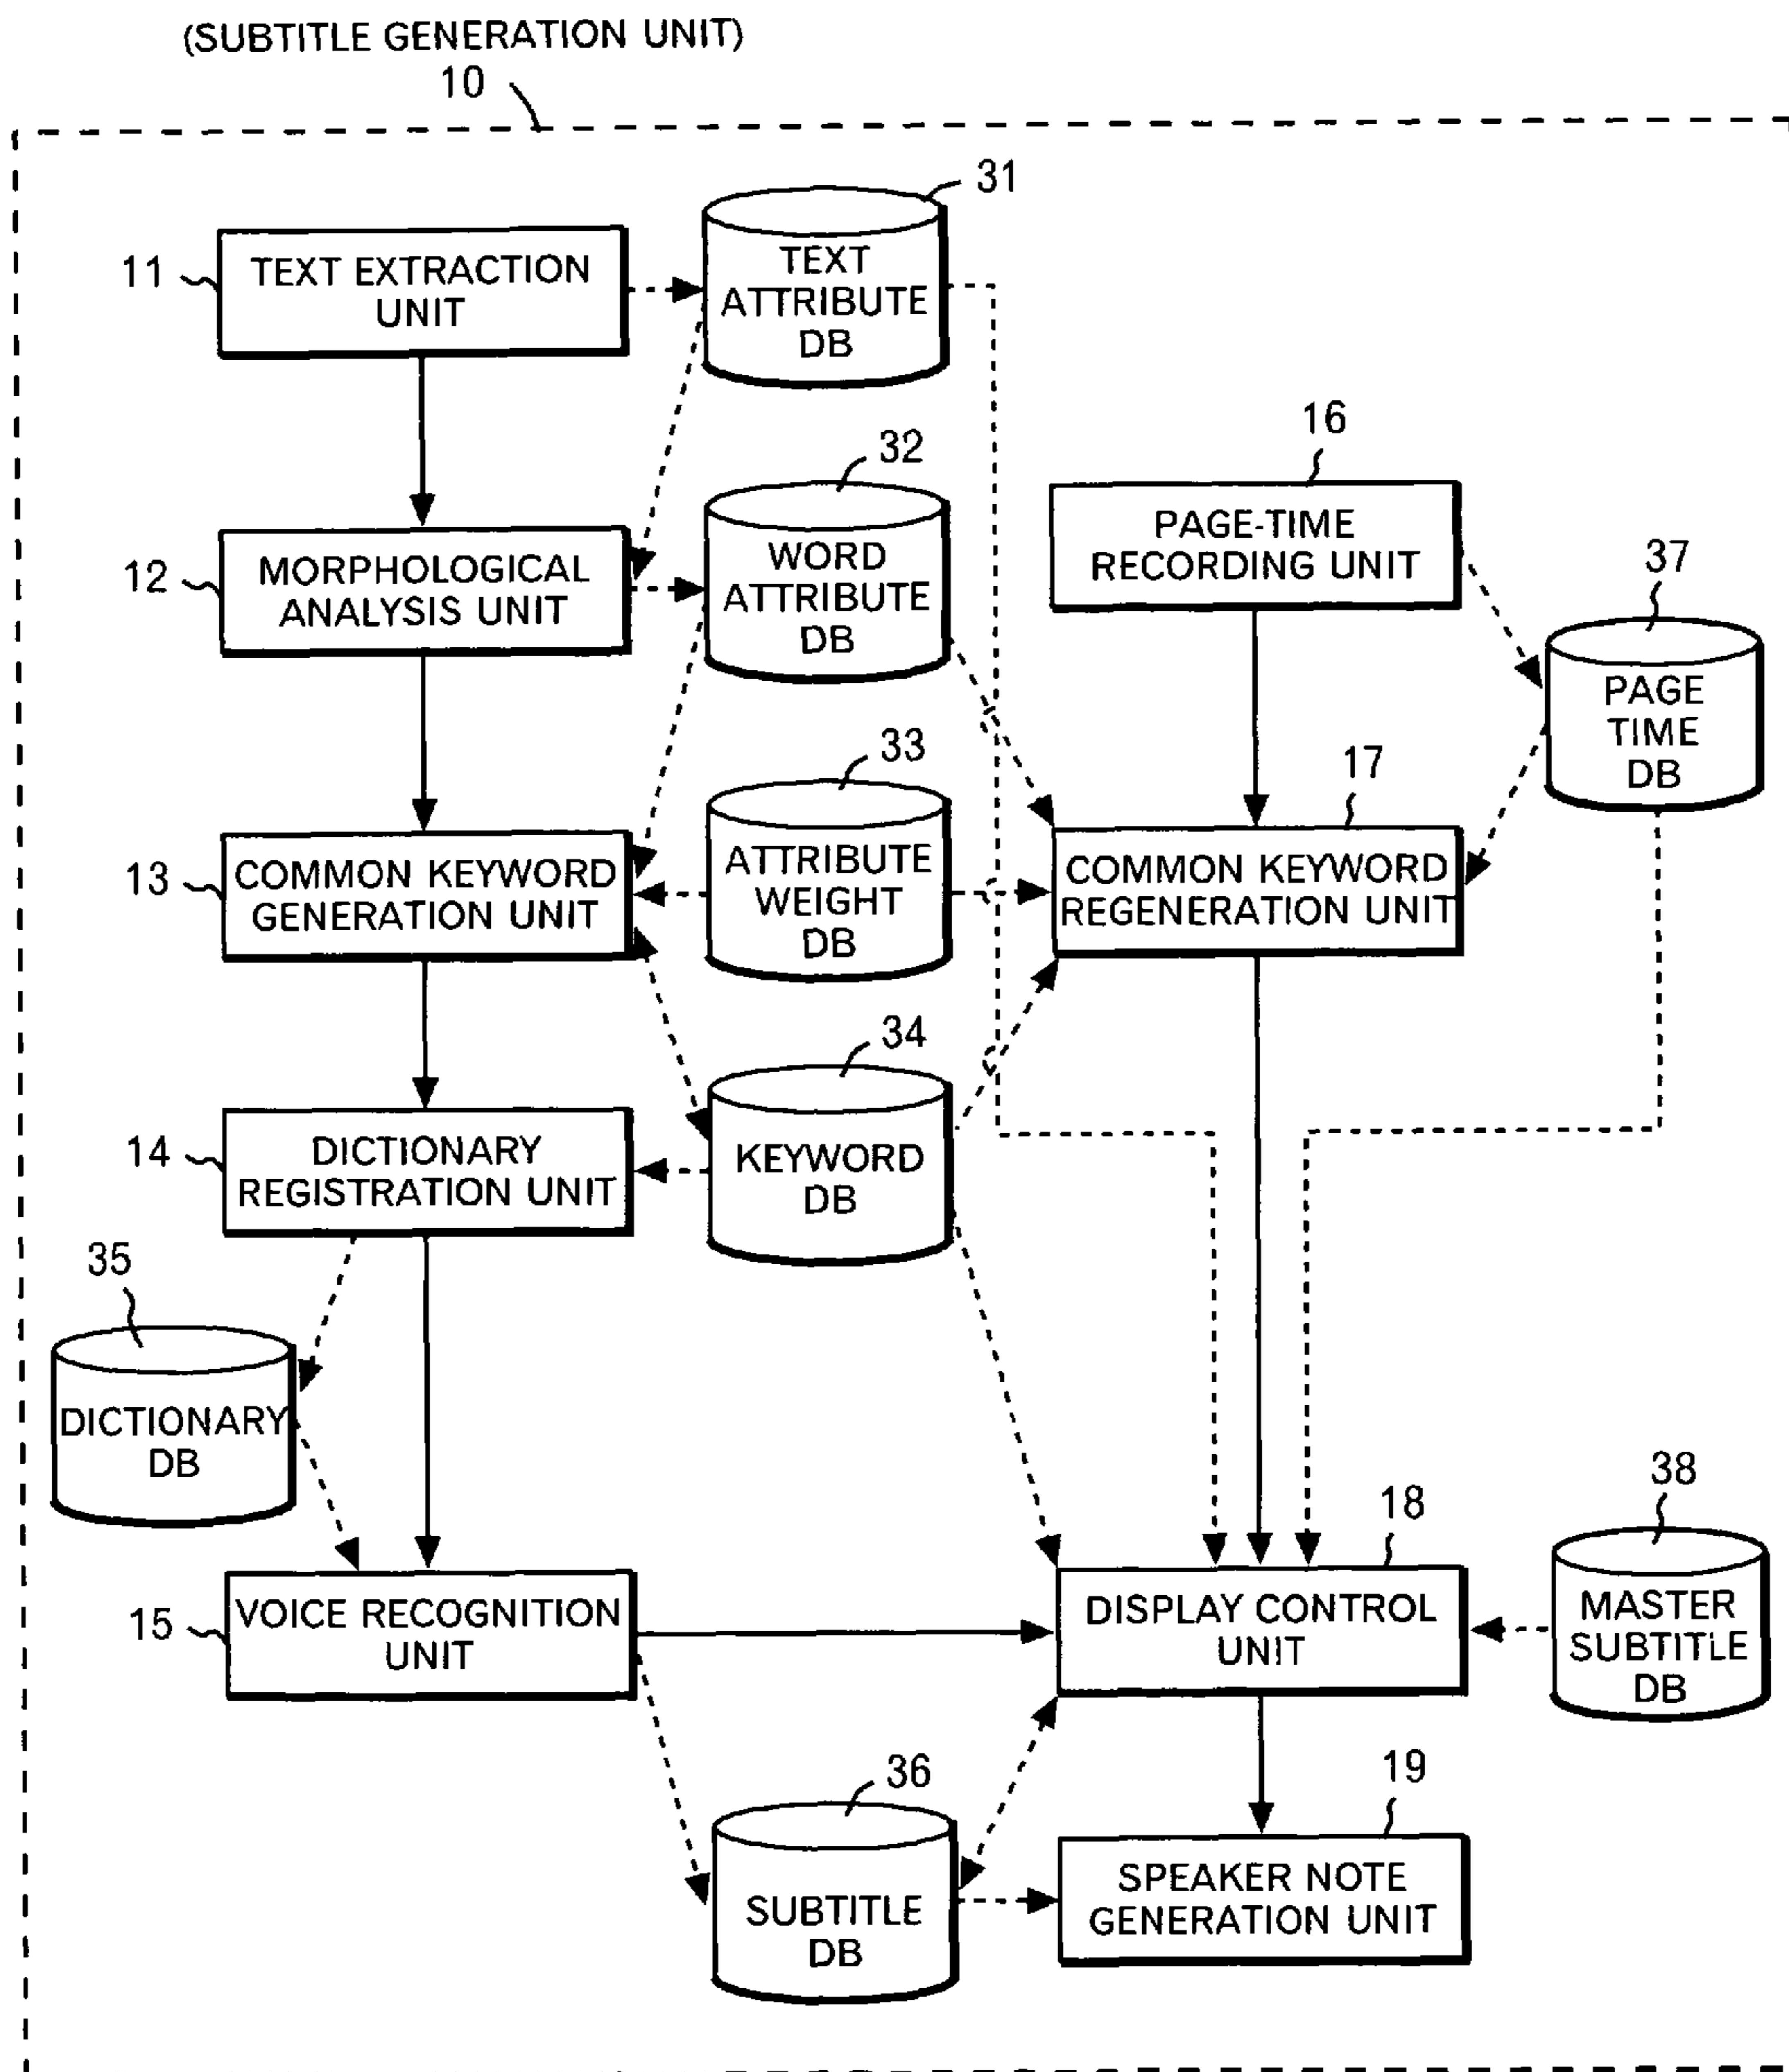 (SUBTITLE GENERATION UNIT)
10
31
11
TEXT EXTRACTION
UNIT
TEXT
ATTRIBUTE
DB
16
32
12
MORPHOLOGICAL
ANALYSIS UNIT
WORD
ATTRIBUTE
DB
PAGE-TIME
RECORDING UNIT
37
PAGE
TIME
DB
33
17
13
COMMON KEYWORD
GENERATION UNIT
ATTRIBUTE
WEIGHT
DB
COMMON KEYWORD
REGENERATION UNIT
34
14
DICTIONARY
REGISTRATION UNIT
KEYWORD
DB
35
DICTIONARY
DB
38
18
15
VOICE RECOGNITION
UNIT
DISPLAY CONTROL
UNIT
MASTER
SUBTITLE
DB
36
19
SUBTITLE
DB
SPEAKER NOTE
GENERATION UNIT